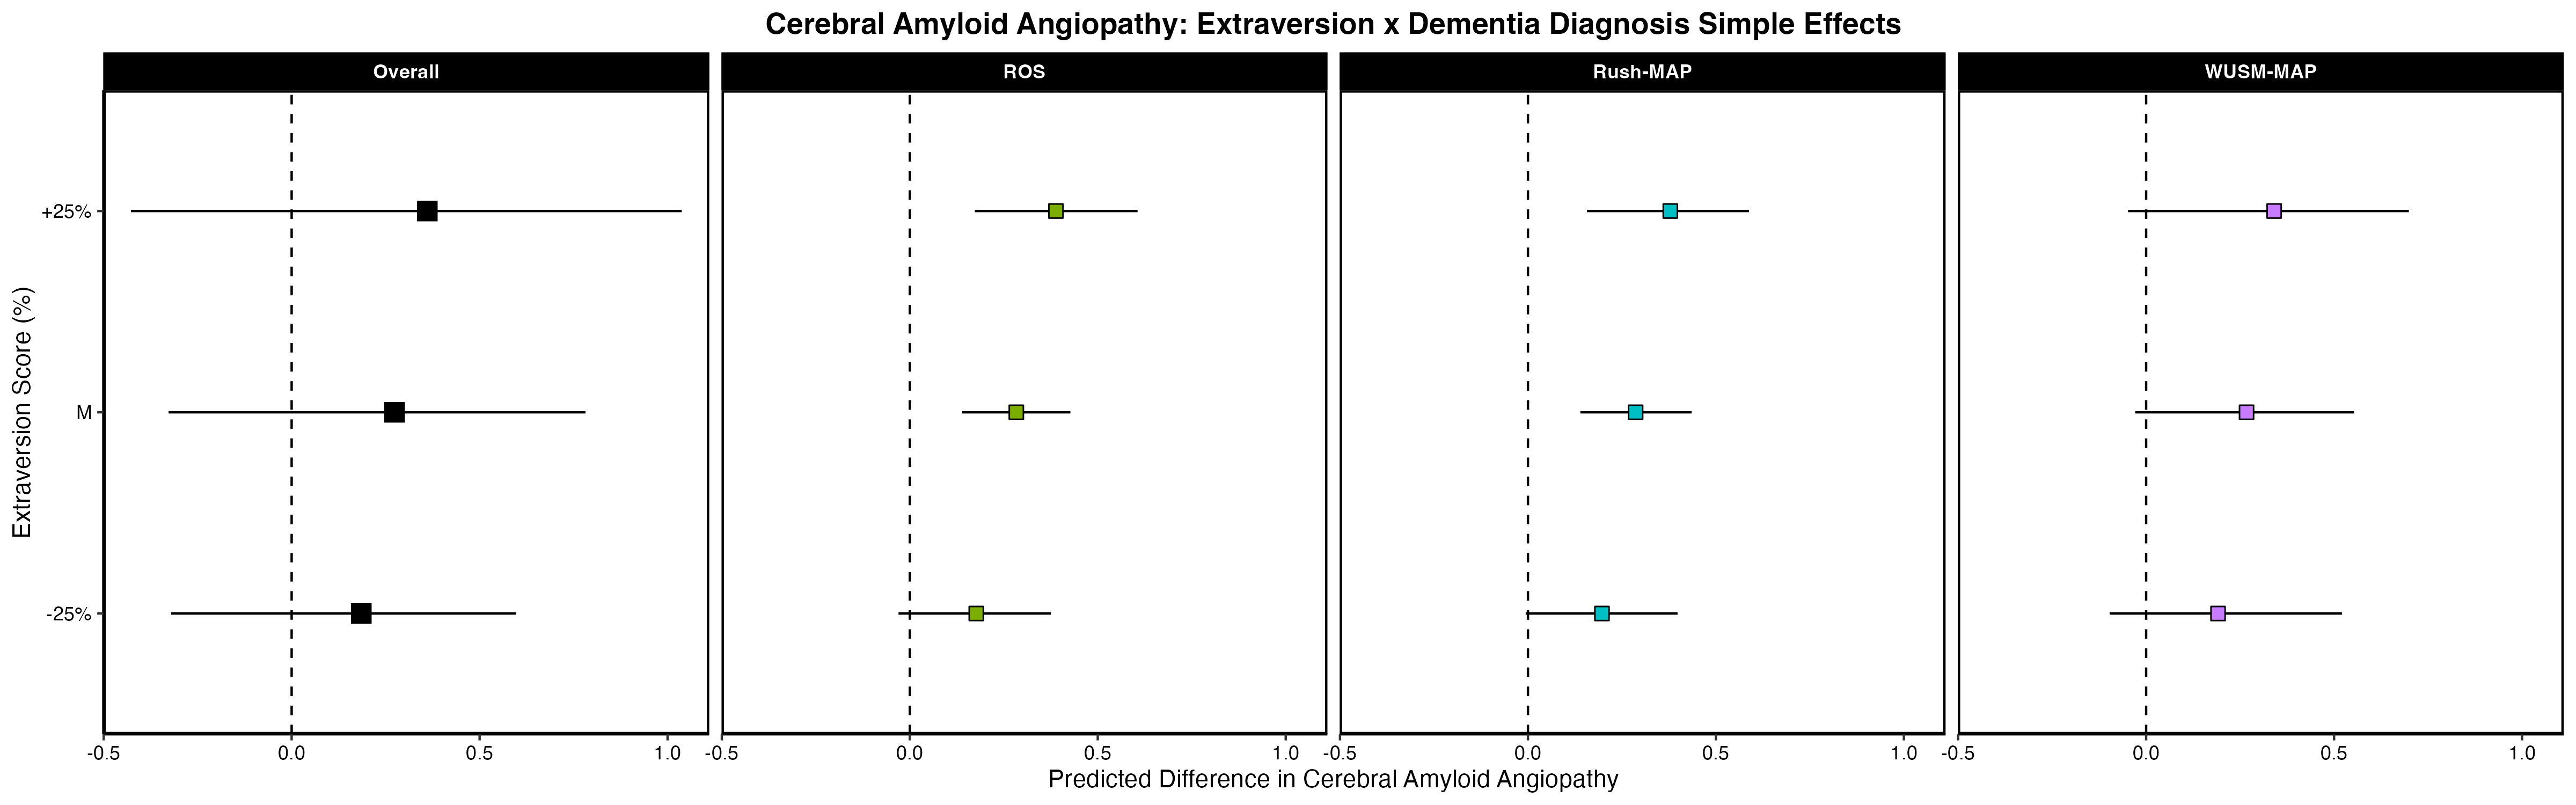 Cerebral Amyloid Angiopathy: Extraversion x Dementia Diagnosis Simple Effects
Overall ROS Rush-MAP WUSM-MAP
Extraversion Score (%)
+25%
M
-25%
-0.5 0.0 0.5 1.0 -0.5 0.0 0.5 1.0 -0.5 0.0 0.5 1.0 -0.5 0.0 0.5 1.0
Predicted Difference in Cerebral Amyloid Angiopathy